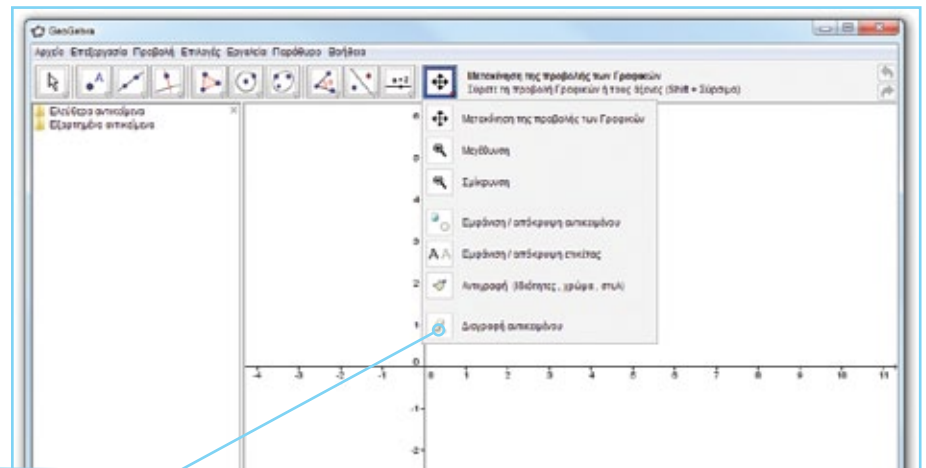 GeoGebra
Αρχείο Επεξεργασία Προβολή Επιλογές Εργαλεία Παράθυρο Βοήθεια
A
a=2
Μετακίνηση της προβολής των Γραφικών
Σύρετε τη προβολή Γραφικών ή τους άξονες (Shift + Σύρσιμο)
Ελεύθερα αντικείμενα
Εξαρτημένα αντικείμενα
Μετακίνηση της προβολής των Γραφικών
Μεγέθυνση
Σμίκρυνση
Εμφάνιση / απόκρυψη αντικειμένου
AA Εμφάνιση / απόκρυψη ετικέτας
Αντιγραφή (Ιδιότητες , χρώμα , στυλ)
Διαγραφή αντικειμένου
6
5
4
3
2
1
0
-4 -3 -2 -1 0 1 2 3 4 5 6 7 8 9 10 11
-1
-2